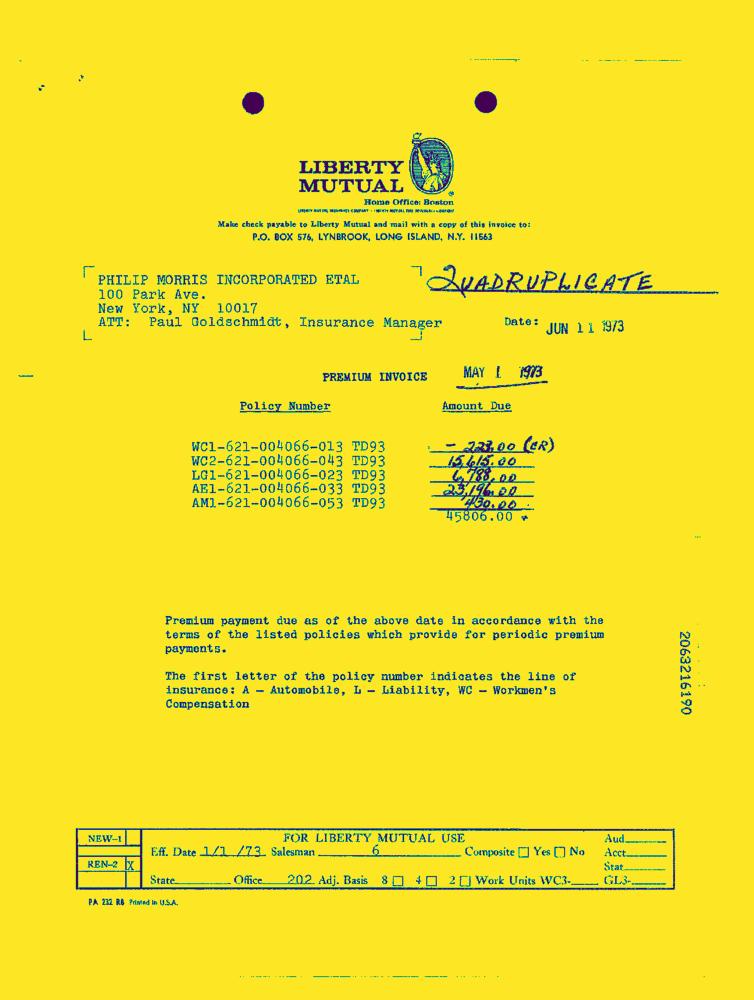 LIBERTY
MUTUAL
Home Office: Boston
Make check payable to Liberty Mutual and mail with a copy of this invoice to:
P.O. BOX 576, LYNBROOK, LONG ISLAND, N.Y. 11563
PHILIP MORRIS INCORPORATED ETAL
QUADRUPLICATE
100 Park Ave.
New York, NY 10017
ATT: Paul Goldschmidt, Insurance Manager
Date: JUN 11 1973
PREMIUM INVOICE MAY 1 1973
Policy Number Amount Due
WC1-621-004066-013 TD93 - 223.00 (CR)
WC2-621-004066-043 TD93 15,615.00
LG1-621-004066-023 TD93 6,788.00
AE1-621-004066-033 TD93 23,196.00
AM1-621-004066-053 TD93 430.00
45806.00 +
Premium payment due as of the above date in accordance with the
terms of the listed policies which provide for periodic premium
payments.
The first letter of the policy number indicates the line of
insurance: A - Automobile, L - Liability, WC - Workmen's
Compensation
2063216190
NEW-1 FOR LIBERTY MUTUAL USE Aud.
Eff. Date 1/1 /73 Salesman 6 Composite Yes No Acct.
REN-2 X Stat.
State Office 202 Adj. Basis 8 4 2 Work Units WC3- GL3-
PA 232 R6 Printed in U.S.A.